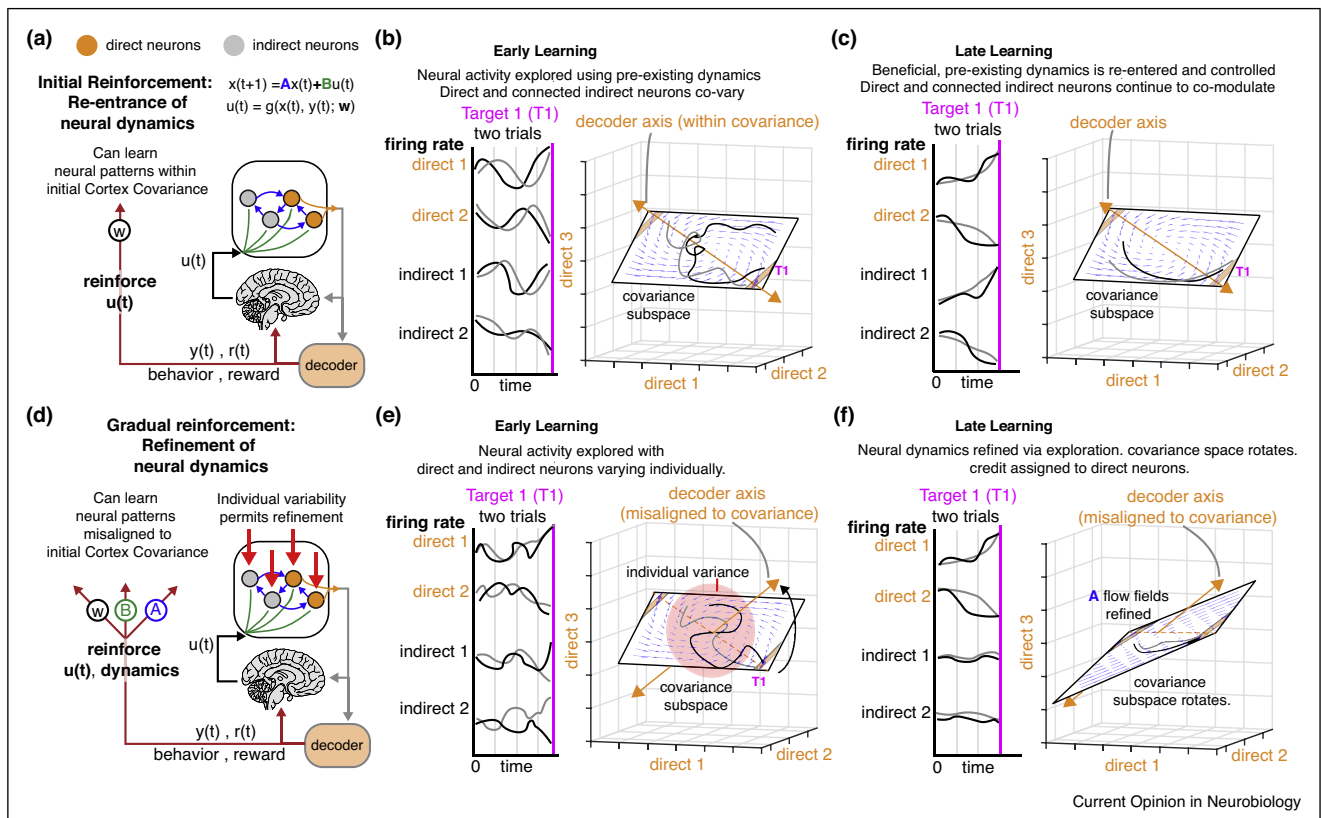 (a)
direct neurons
indirect neurons
Initial Reinforcement:
Re-entrance of
neural dynamics
x(t+1) =Ax(t)+Bu(t)
u(t) = g(x(t), y(t); w)
Can learn
neural patterns within
initial Cortex Covariance
w
reinforce
u(t)
u(t)
y(t) , r(t)
behavior , reward
decoder
(b)
Early Learning
Neural activity explored using pre-existing dynamics
Direct and connected indirect neurons co-vary
Target 1 (T1)
two trials
firing rate
direct 1
direct 2
indirect 1
indirect 2
0 time
decoder axis (within covariance)
direct 3
T1
covariance
subspace
direct 1
direct 2
(c)
Late Learning
Beneficial, pre-existing dynamics is re-entered and controlled
Direct and connected indirect neurons continue to co-modulate
Target 1 (T1)
two trials
firing rate
direct 1
direct 2
indirect 1
indirect 2
0 time
decoder axis
direct 3
T1
covariance
subspace
direct 1
direct 2
(d)
Gradual reinforcement:
Refinement of
neural dynamics
Can learn
neural patterns
misaligned to
initial Cortex Covariance
Individual variability
permits refinement
w
B
A
reinforce
u(t), dynamics
u(t)
y(t) , r(t)
behavior , reward
decoder
(e)
Early Learning
Neural activity explored with
direct and indirect neurons varying individually.
Target 1 (T1)
two trials
firing rate
direct 1
direct 2
indirect 1
indirect 2
0 time
decoder axis
(misaligned to covariance)
individual variance
direct 3
T1
covariance
subspace
direct 1
direct 2
(f)
Late Learning
Neural dynamics refined via exploration. covariance space rotates.
credit assigned to direct neurons.
Target 1 (T1)
two trials
firing rate
direct 1
direct 2
indirect 1
indirect 2
0 time
decoder axis
(misaligned to covariance)
A flow fields
refined
direct 3
covariance
subspace rotates.
direct 1
direct 2
Current Opinion in Neurobiology